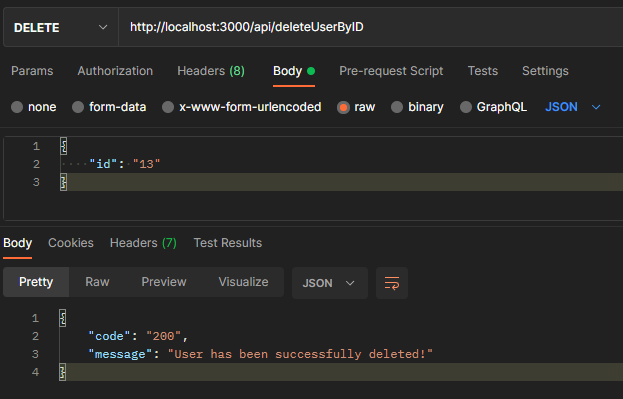 DELETE http://localhost:3000/api/deleteUserByID
Params Authorization Headers (8) Body Pre-request Script Tests Settings
none form-data x-www-form-urlencoded raw binary GraphQL JSON
1 {
2 "id": "13"
3 }
Body Cookies Headers (7) Test Results
Pretty Raw Preview Visualize JSON
1 {
2 "code": "200",
3 "message": "User has been successfully deleted!"
4 }